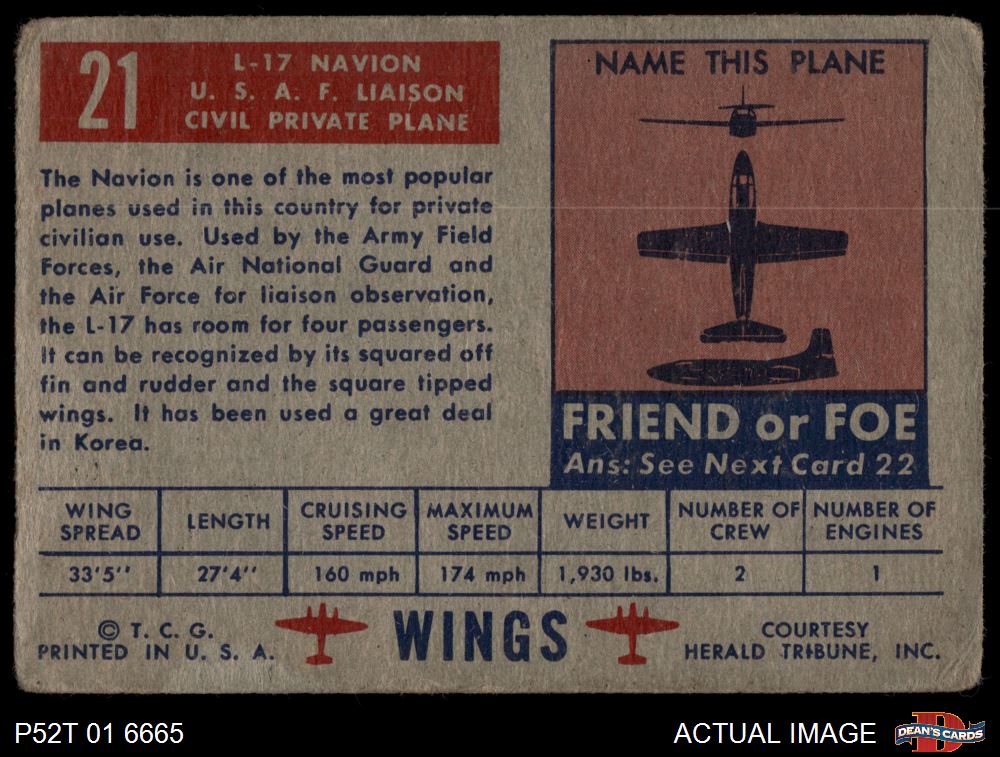 21
L-17 NAVION
U. S. A. F. LIAISON
CIVIL PRIVATE PLANE
The Navion is one of the most popular
planes used in this country for private
civilian use. Used by the Army Field
Forces, the Air National Guard and
the Air Force for liaison observation,
the L-17 has room for four passengers.
It can be recognized by its squared off
fin and rudder and the square tipped
wings. It has been used a great deal
in Korea.
NAME THIS PLANE
FRIEND or FOE
Ans: See Next Card 22
WING SPREAD
LENGTH
CRUISING SPEED
MAXIMUM SPEED
WEIGHT
NUMBER OF CREW
NUMBER OF ENGINES
33'5"
27'4"
160 mph
174 mph
1,930 lbs.
2
1
© T. C. G.
PRINTED IN U. S. A.
WINGS
COURTESY
HERALD TRIBUNE, INC.
P52T 01 6665
ACTUAL IMAGE
D
DEAN'S CARDS